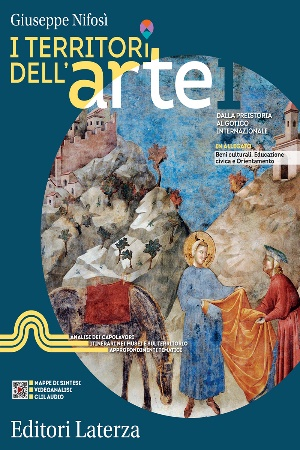 Giuseppe Nifosì
I TERRITORI
DELL'arte 1
DALLA PREISTORIA
AL GOTICO
INTERNAZIONALE
IN ALLEGATO
Beni culturali, Educazione
civica e Orientamento
ANALISI DEI CAPOLAVORI
ITINERARI NEI MUSEI E SUL TERRITORIO
APPROFONDIMENTI TEMATICI
MAPPE DI SINTESI
VIDEOANALISI
CLIL AUDIO
Editori Laterza